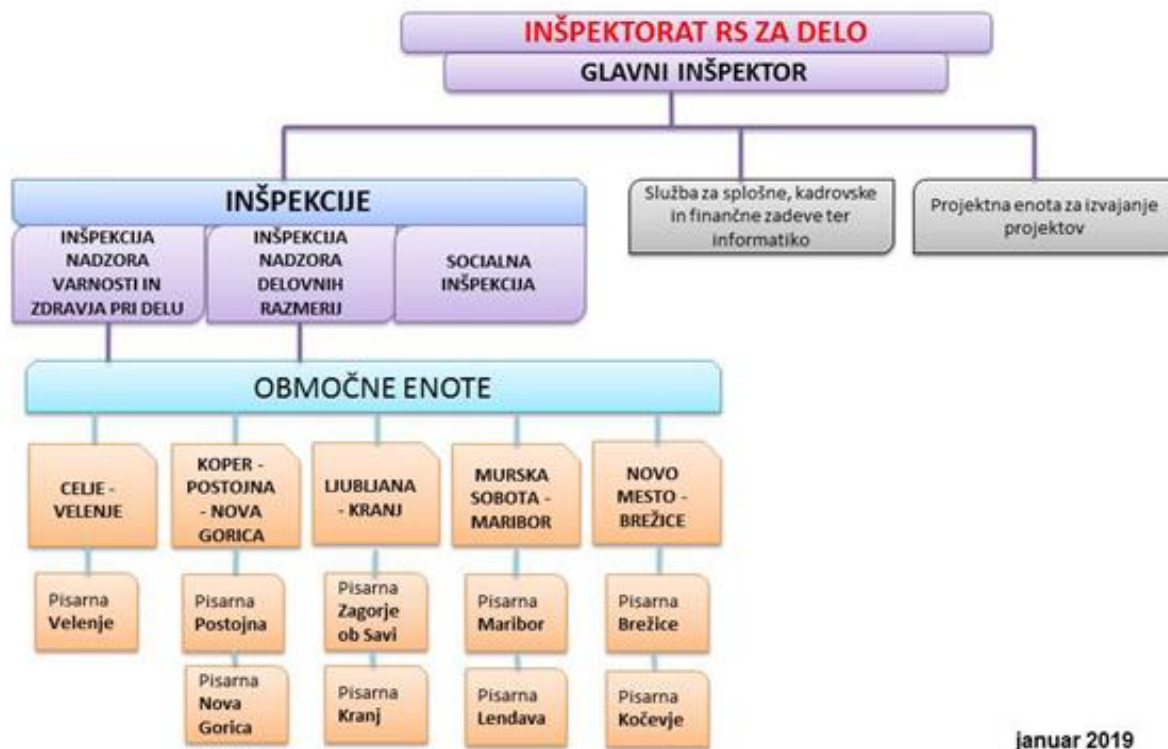 INŠPEKTORAT RS ZA DELO
GLAVNI INŠPEKTOR
INŠPEKCIJE
INŠPEKCIJA
NADZORA
VARNOSTI IN
ZDRAVJA PRI DELU
INŠPEKCIJA
NADZORA
DELOVNIH
RAZMERIJ
SOCIALNA
INŠPEKCIJA
Služba za splošne, kadrovske
in finančne zadeve ter
informatiko
Projektna enota za izvajanje
projektov
OBMOČNE ENOTE
CELJE -
VELENJE
KOPER -
POSTOJNA
- NOVA
GORICA
LJUBLJANA
- KRANJ
MURSKA
SOBOTA -
MARIBOR
NOVO
MESTO -
BREŽICE
Pisarna
Velenje
Pisarna
Postojna
Pisarna
Zagorje
ob Savi
Pisarna
Maribor
Pisarna
Brežice
Pisarna
Nova
Gorica
Pisarna
Kranj
Pisarna
Lendava
Pisarna
Kočevje
januar 2019